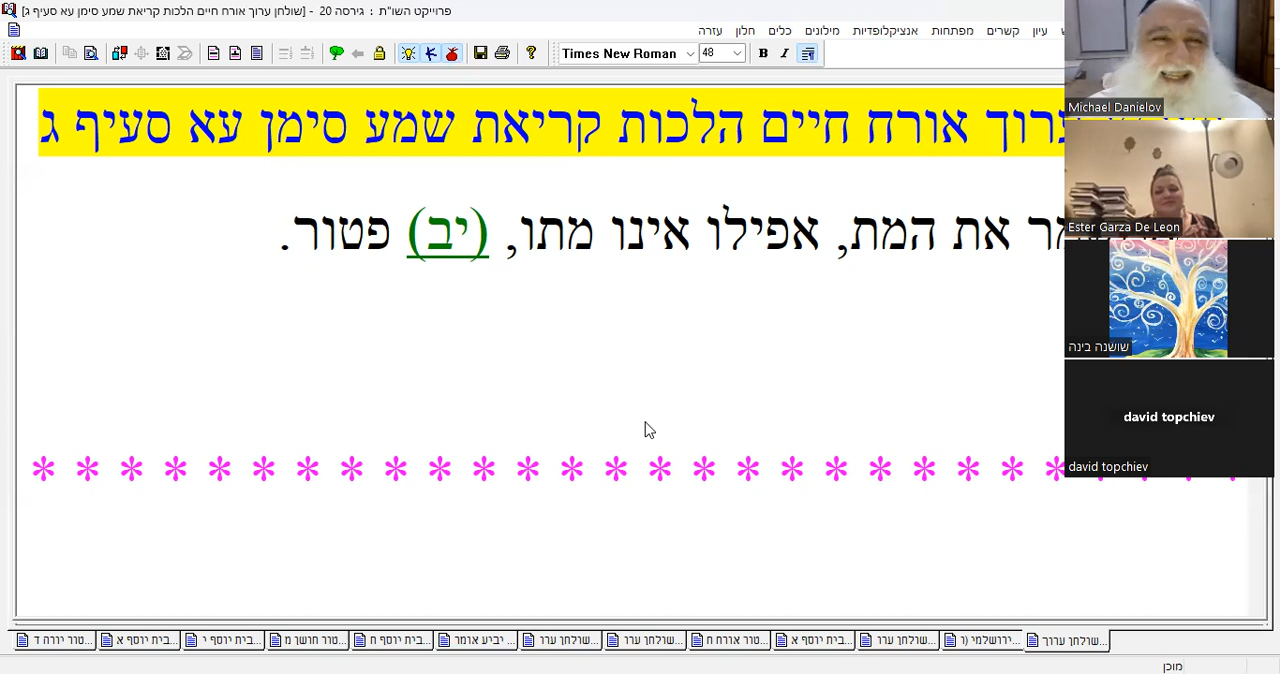 פרוייקט השו"ת : גירסה 20 - [שולחן ערוך אורח חיים הלכות קריאת שמע סימן עא סעיף ג]
עיון קשרים מפתחות אנציקלופדיות מילונים כלים חלון עזרה
Times New Roman 48 B I
ערוך אורח חיים הלכות קריאת שמע סימן עא סעיף ג
את המת, אפילו אינו מתו, (יב) פטור.
* * * * * * * * * * * * * * * * * * * * * * * * * * * *
Michael Danielov
Ester Garza De Leon
שושנה בינה
david topchiev
david topchiev
שולחן ערוך... ירושלמי (ו... שולחן ערו... בית יוסף א... טור אורח ח... שולחן ערו... שולחן ערו... יביע אומר... בית יוסף ח... טור חושן מ... בית יוסף י... בית יוסף א... טור יורה ד...
מוכן